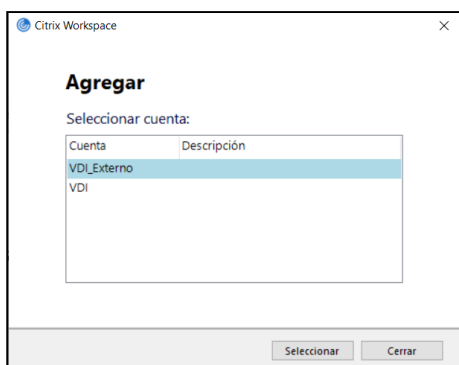 Citrix Workspace
Agregar
Seleccionar cuenta:
Cuenta Descripción
VDI_Externo
VDI
Seleccionar Cerrar